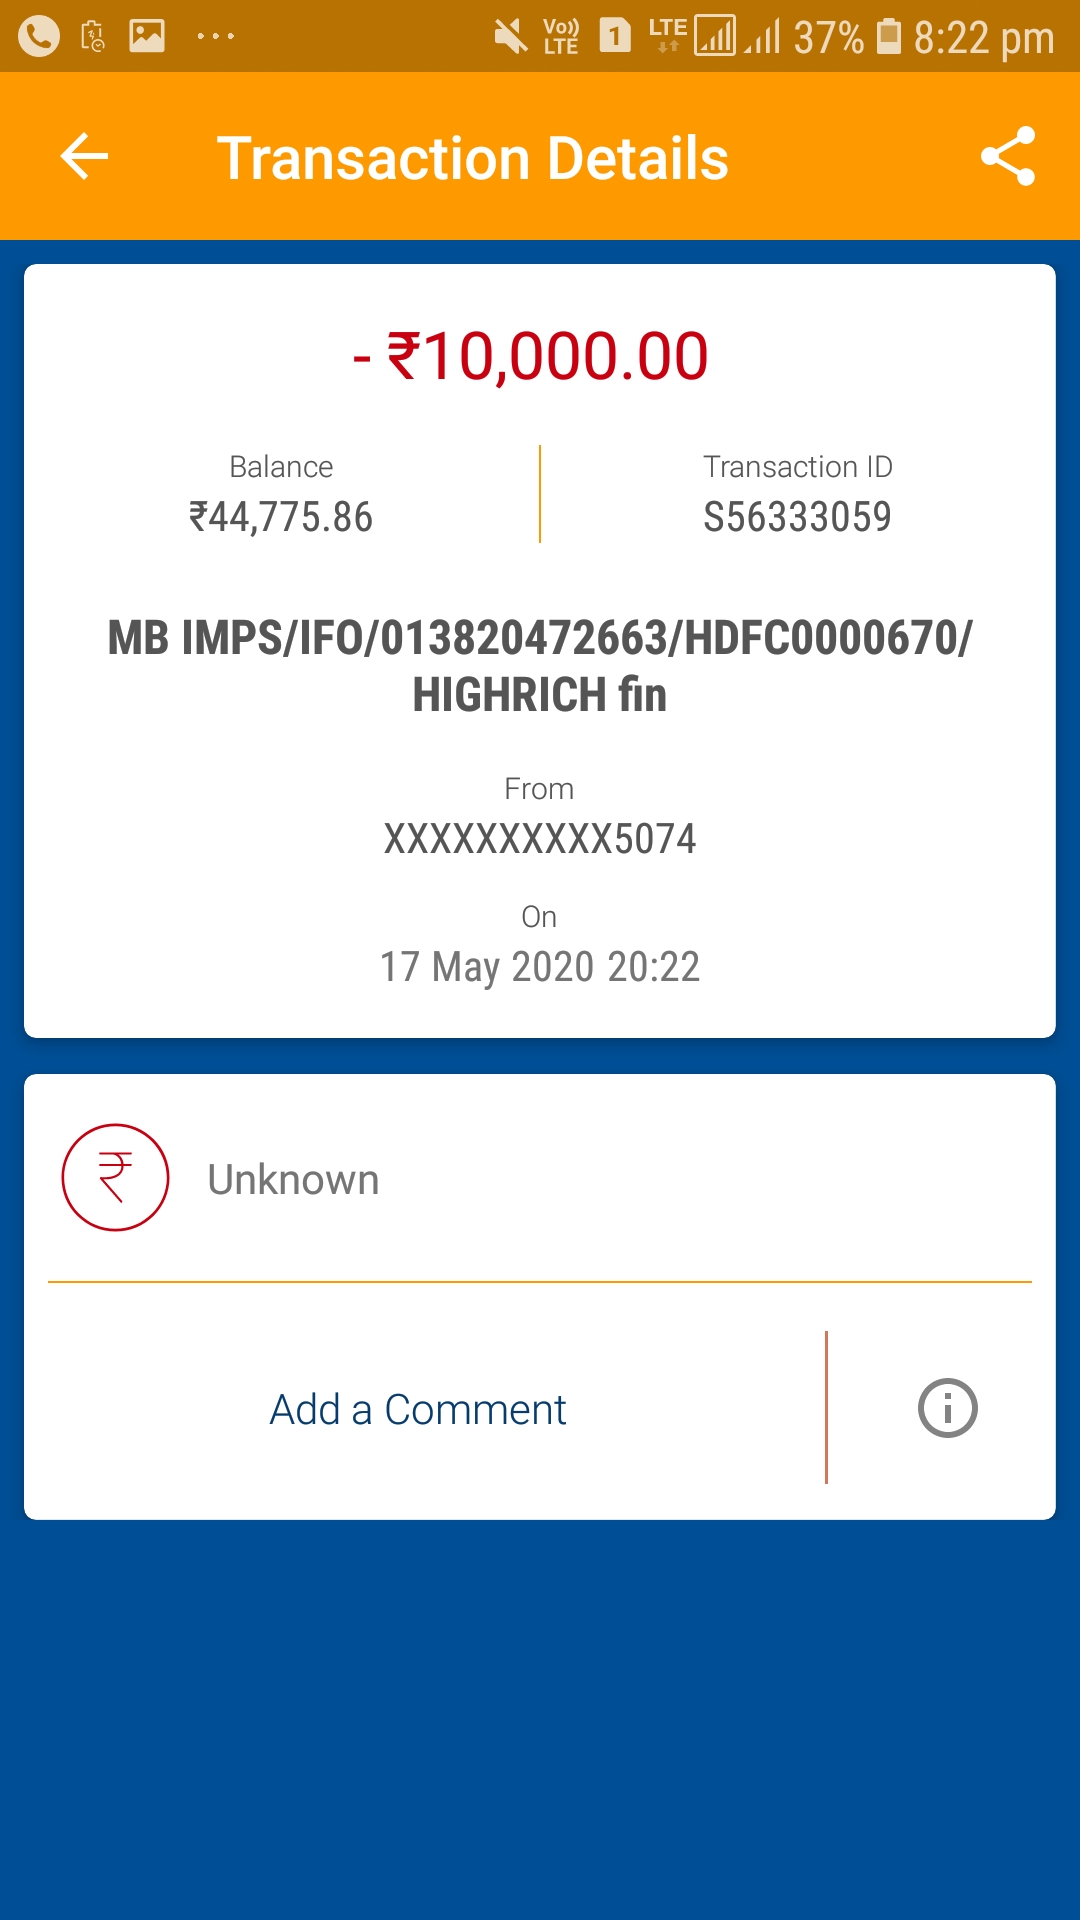 Vo)) LTE 1 LTE 37% 8:22 pm
Transaction Details
- ₹10,000.00
Balance
₹44,775.86
Transaction ID
S56333059
MB IMPS/IFO/013820472663/HDFC0000670/
HIGHRICH fin
From
XXXXXXXXXX5074
On
17 May 2020 20:22
Unknown
Add a Comment